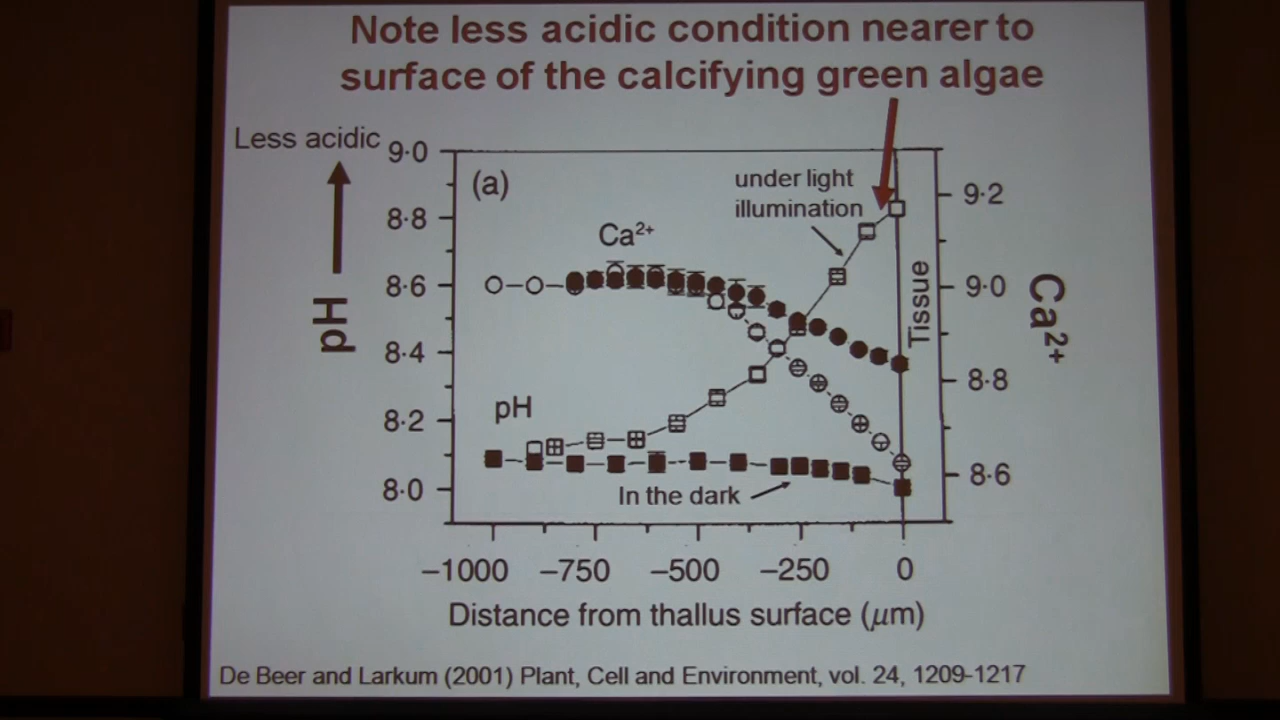 Note less acidic condition nearer to
surface of the calcifying green algae
Less acidic
pH
9·0
8·8
8·6
8·4
8·2
8·0
(a)
Ca²⁺
under light
illumination
pH
In the dark
Tissue
9·2
9·0
8·8
8·6
Ca²⁺
−1000 −750 −500 −250 0
Distance from thallus surface (μm)
De Beer and Larkum (2001) Plant, Cell and Environment, vol. 24, 1209-1217